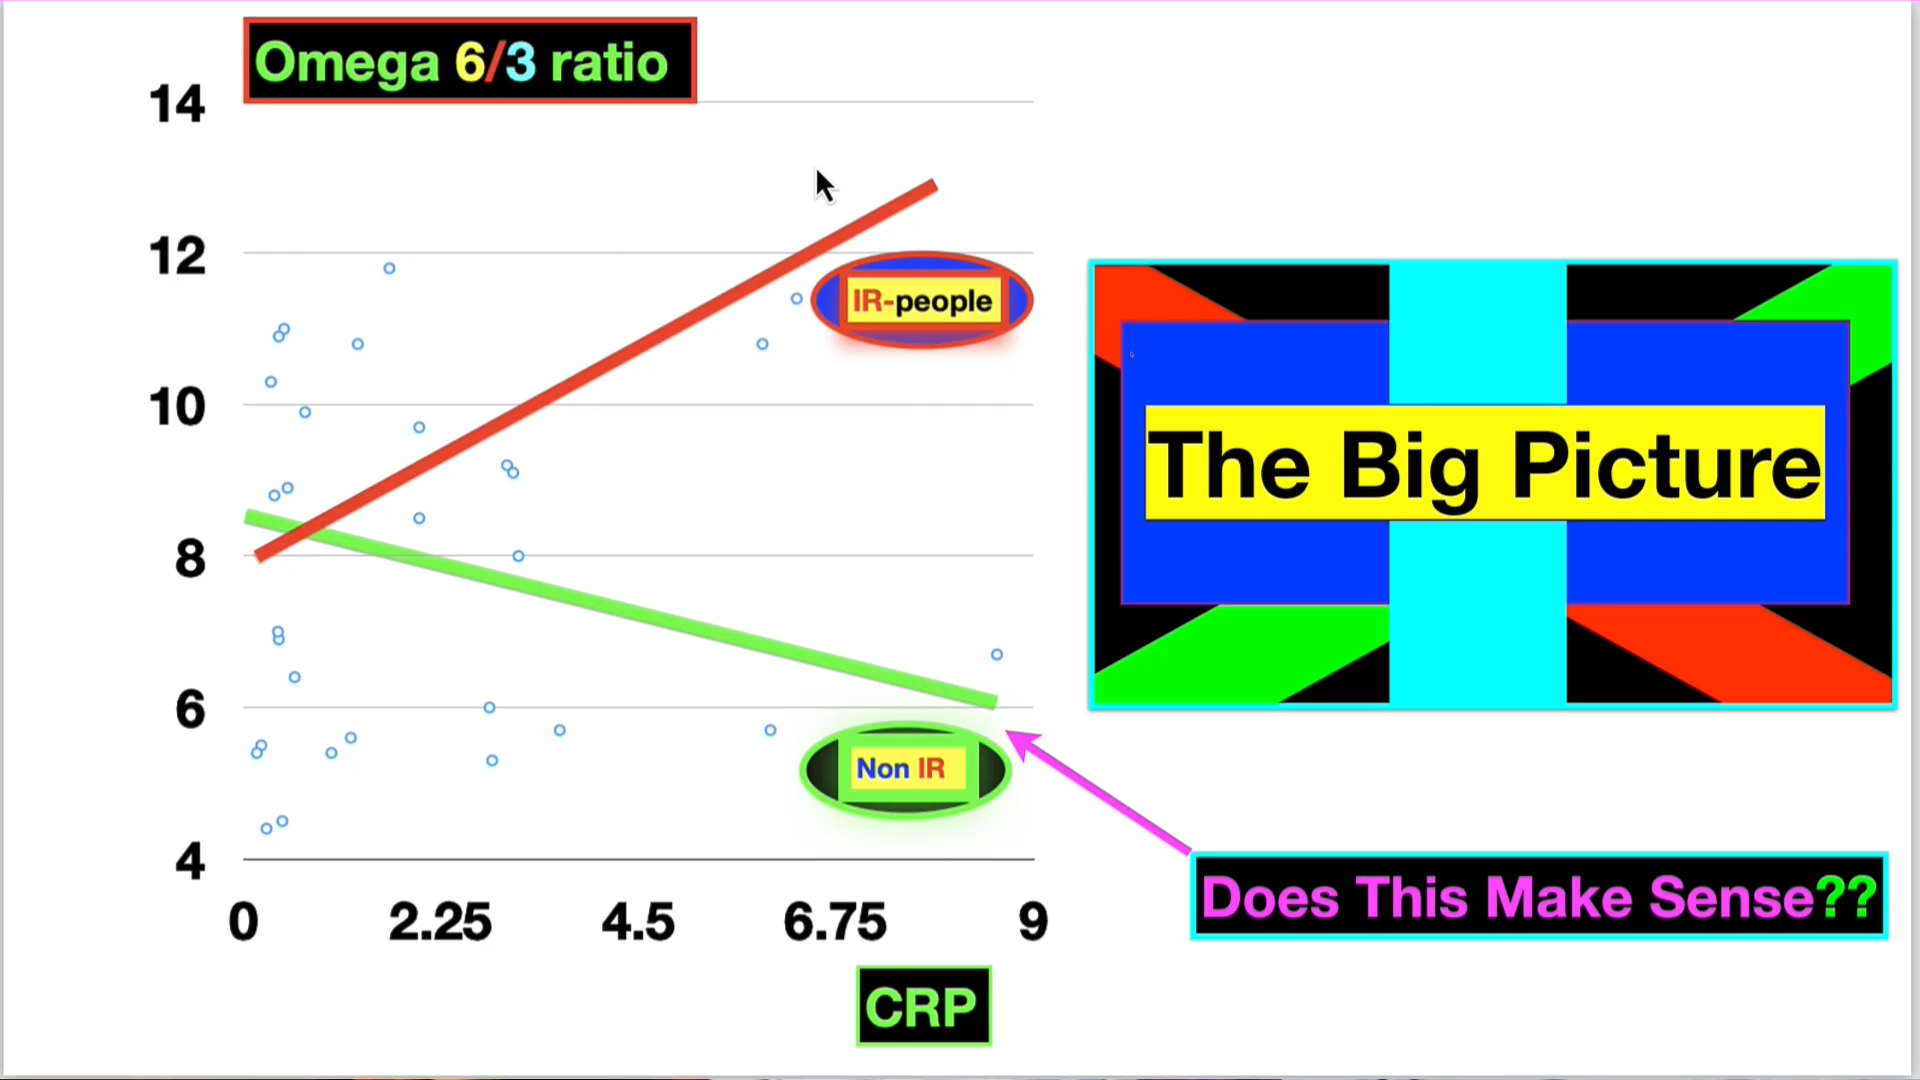 Omega 6/3 ratio
14
12
10
8
6
4
0 2.25 4.5 6.75 9
CRP
IR-people
Non IR
The Big Picture
Does This Make Sense??